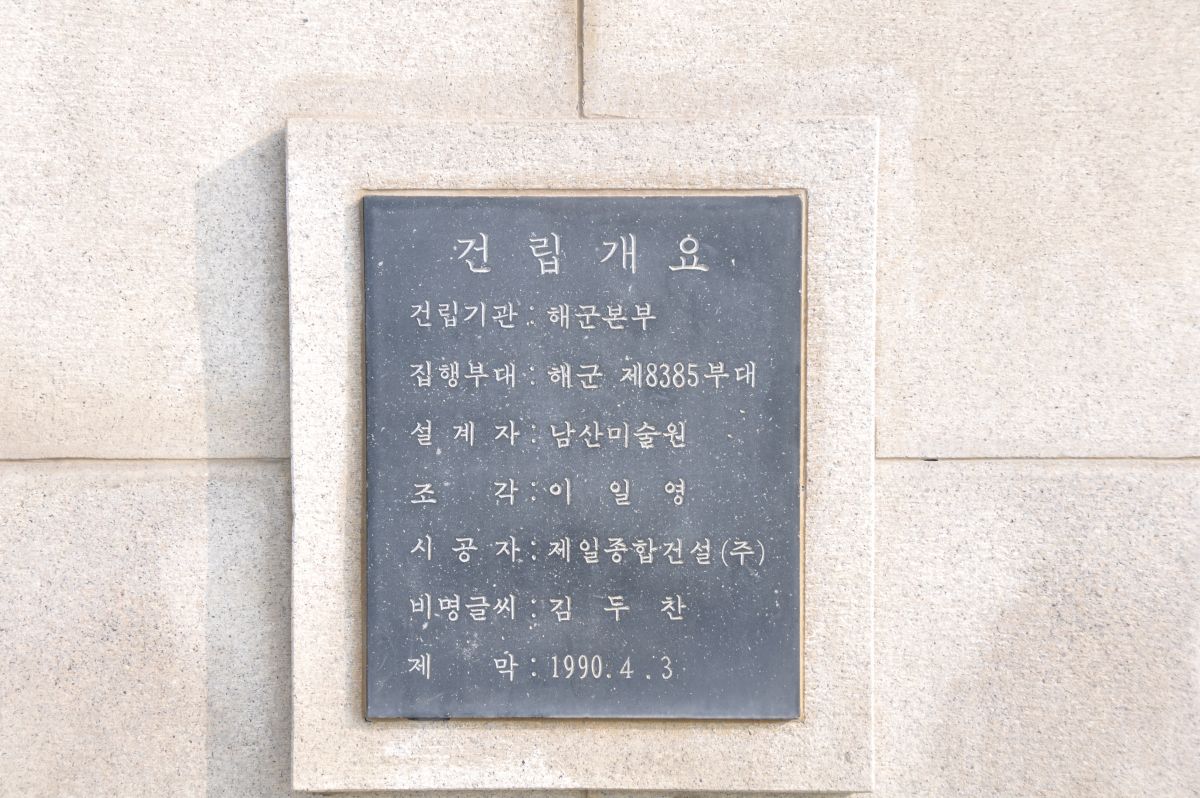 건립개요
건립기관 : 해군본부
집행부대 : 해군 제8385부대
설계자 : 남산미술원
조각 : 이일영
시공자 : 제일종합건설(주)
비명글씨 : 김두찬
제막 : 1990.4.3